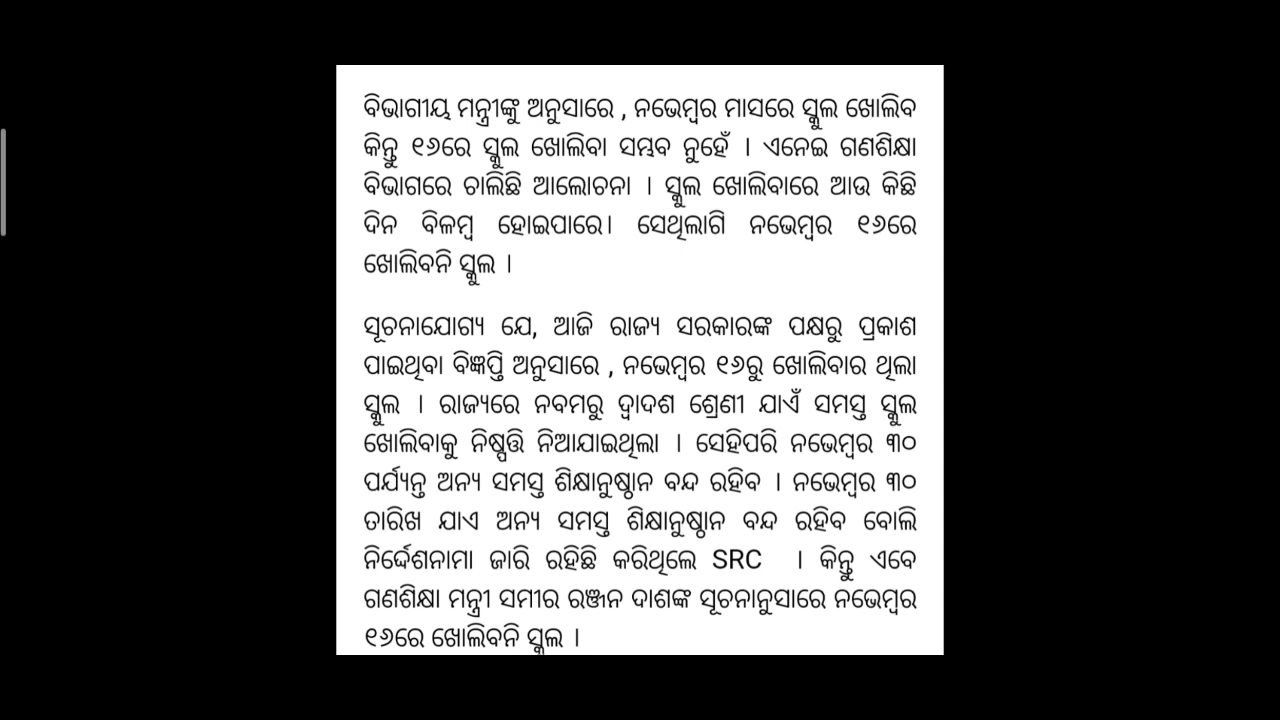 ବିଭାଗୀୟ ମନ୍ତ୍ରୀଙ୍କୁ ଅନୁସାରେ , ନଭେମ୍ବର ମାସରେ ସ୍କୁଲ ଖୋଲିବ
କିନ୍ତୁ ୧୬ରେ ସ୍କୁଲ ଖୋଲିବା ସମ୍ଭବ ନୁହେଁ । ଏନେଇ ଗଣଶିକ୍ଷା
ବିଭାଗରେ ଚାଲିଛି ଆଲୋଚନା । ସ୍କୁଲ ଖୋଲିବାରେ ଆଉ କିଛି
ଦିନ ବିଳମ୍ବ ହୋଇପାରେ। ସେଥିଲାଗି ନଭେମ୍ବର ୧୬ରେ
ଖୋଲିବନି ସ୍କୁଲ ।
ସୂଚନାଯୋଗ୍ୟ ଯେ, ଆଜି ରାଜ୍ୟ ସରକାରଙ୍କ ପକ୍ଷରୁ ପ୍ରକାଶ
ପାଇଥିବା ବିଜ୍ଞପ୍ତି ଅନୁସାରେ , ନଭେମ୍ବର ୧୬ରୁ ଖୋଲିବାର ଥିଲା
ସ୍କୁଲ । ରାଜ୍ୟରେ ନବମରୁ ଦ୍ୱାଦଶ ଶ୍ରେଣୀ ଯାଏଁ ସମସ୍ତ ସ୍କୁଲ
ଖୋଲିବାକୁ ନିଷ୍ପତ୍ତି ନିଆଯାଇଥିଲା । ସେହିପରି ନଭେମ୍ବର ୩୦
ପର୍ଯ୍ୟନ୍ତ ଅନ୍ୟ ସମସ୍ତ ଶିକ୍ଷାନୁଷ୍ଠାନ ବନ୍ଦ ରହିବ । ନଭେମ୍ବର ୩୦
ତାରିଖ ଯାଏ ଅନ୍ୟ ସମସ୍ତ ଶିକ୍ଷାନୁଷ୍ଠାନ ବନ୍ଦ ରହିବ ବୋଲି
ନିର୍ଦ୍ଦେଶନାମା ଜାରି ରହିଛି କରିଥିଲେ SRC । କିନ୍ତୁ ଏବେ
ଗଣଶିକ୍ଷା ମନ୍ତ୍ରୀ ସମୀର ରଞ୍ଜନ ଦାଶଙ୍କ ସୂଚନାନୁସାରେ ନଭେମ୍ବର
୧୬ରେ ଖୋଲିବନି ସ୍କୁଲ ।